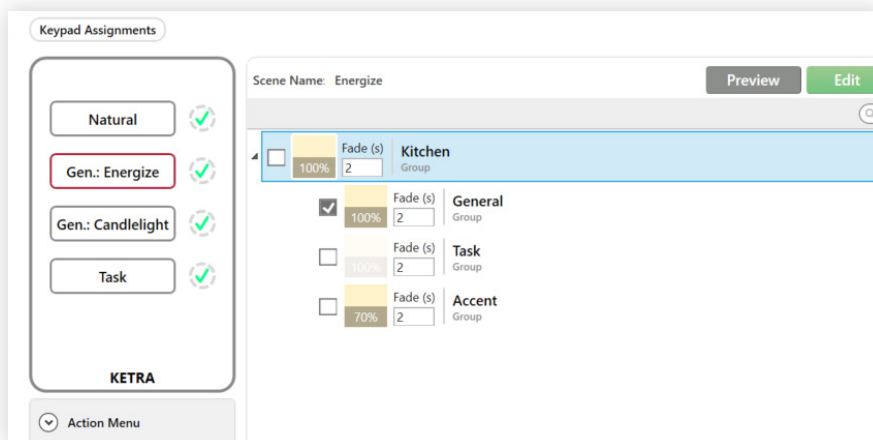 Keypad Assignments
Natural
Gen.: Energize
Gen.: Candlelight
Task
KETRA
Action Menu
Scene Name: Energize
Preview
Edit
100%
Fade (s)
2
Kitchen
Group
100%
Fade (s)
2
General
Group
100%
Fade (s)
2
Task
Group
70%
Fade (s)
2
Accent
Group